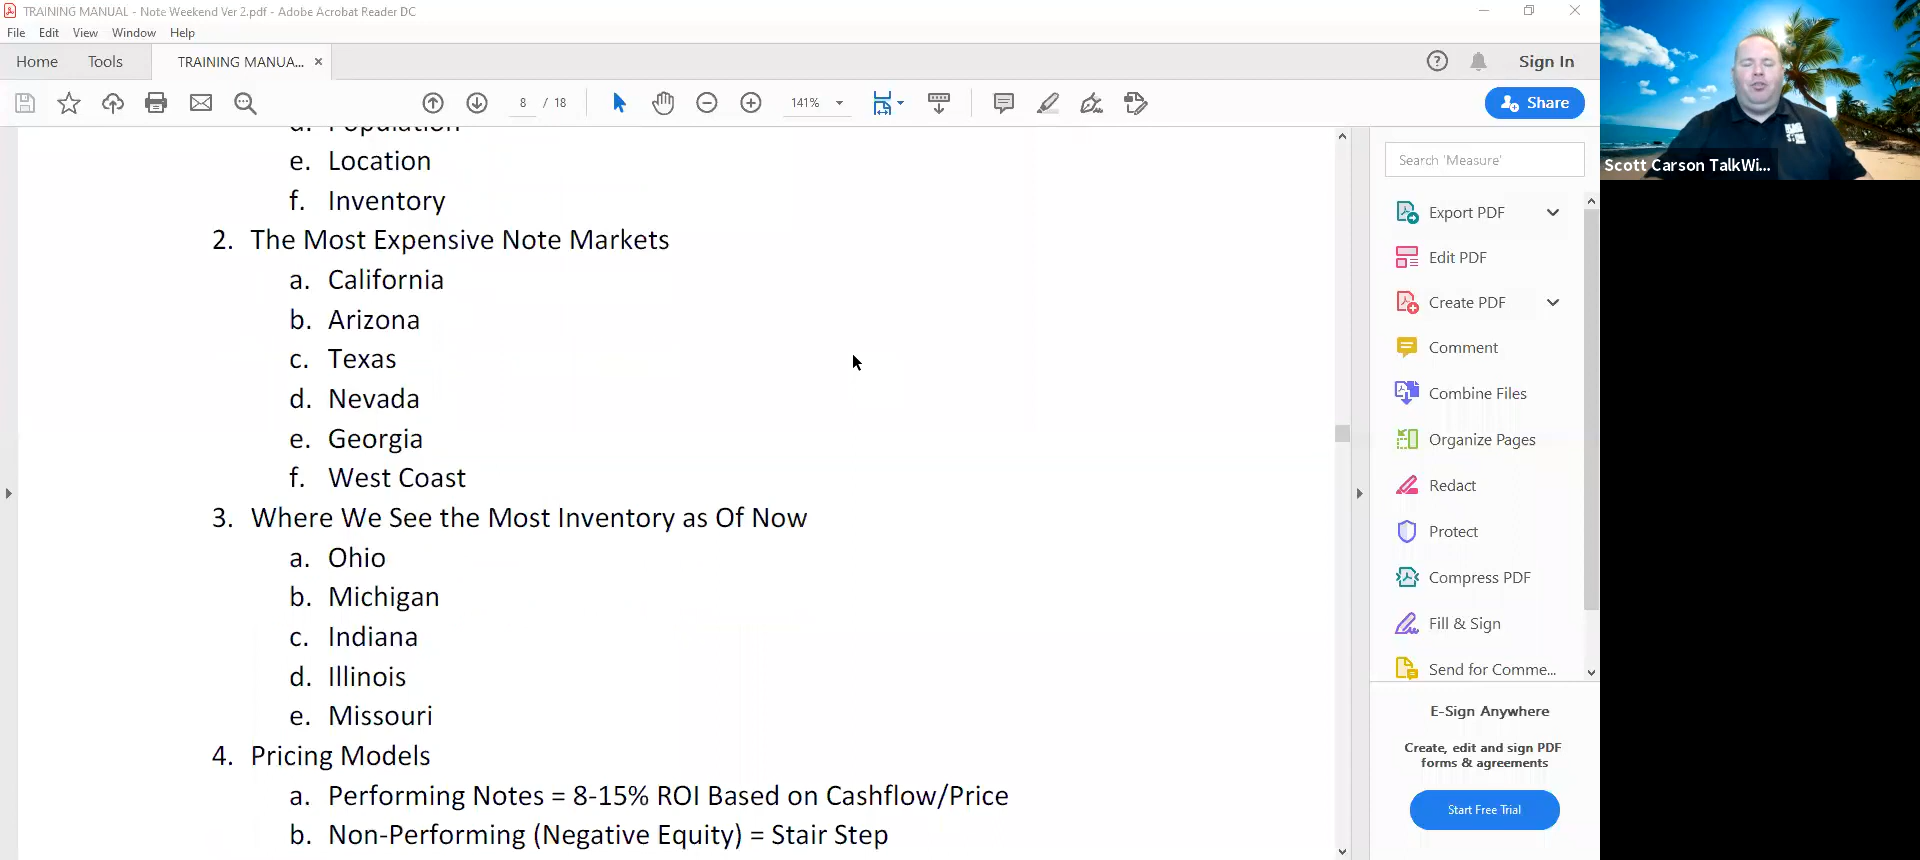 TRAINING MANUAL - Note Weekend Ver 2.pdf - Adobe Acrobat Reader DC
File Edit View Window Help
Home Tools TRAINING MANUA... × Sign In
8 / 18 141% Share
d. Population
e. Location
f. Inventory
2. The Most Expensive Note Markets
a. California
b. Arizona
c. Texas
d. Nevada
e. Georgia
f. West Coast
3. Where We See the Most Inventory as Of Now
a. Ohio
b. Michigan
c. Indiana
d. Illinois
e. Missouri
4. Pricing Models
a. Performing Notes = 8-15% ROI Based on Cashflow/Price
b. Non-Performing (Negative Equity) = Stair Step
Search 'Measure'
Export PDF
Edit PDF
Create PDF
Comment
Combine Files
Organize Pages
Redact
Protect
Compress PDF
Fill & Sign
Send for Comme...
E-Sign Anywhere
Create, edit and sign PDF
forms & agreements
Start Free Trial
Scott Carson TalkWi...